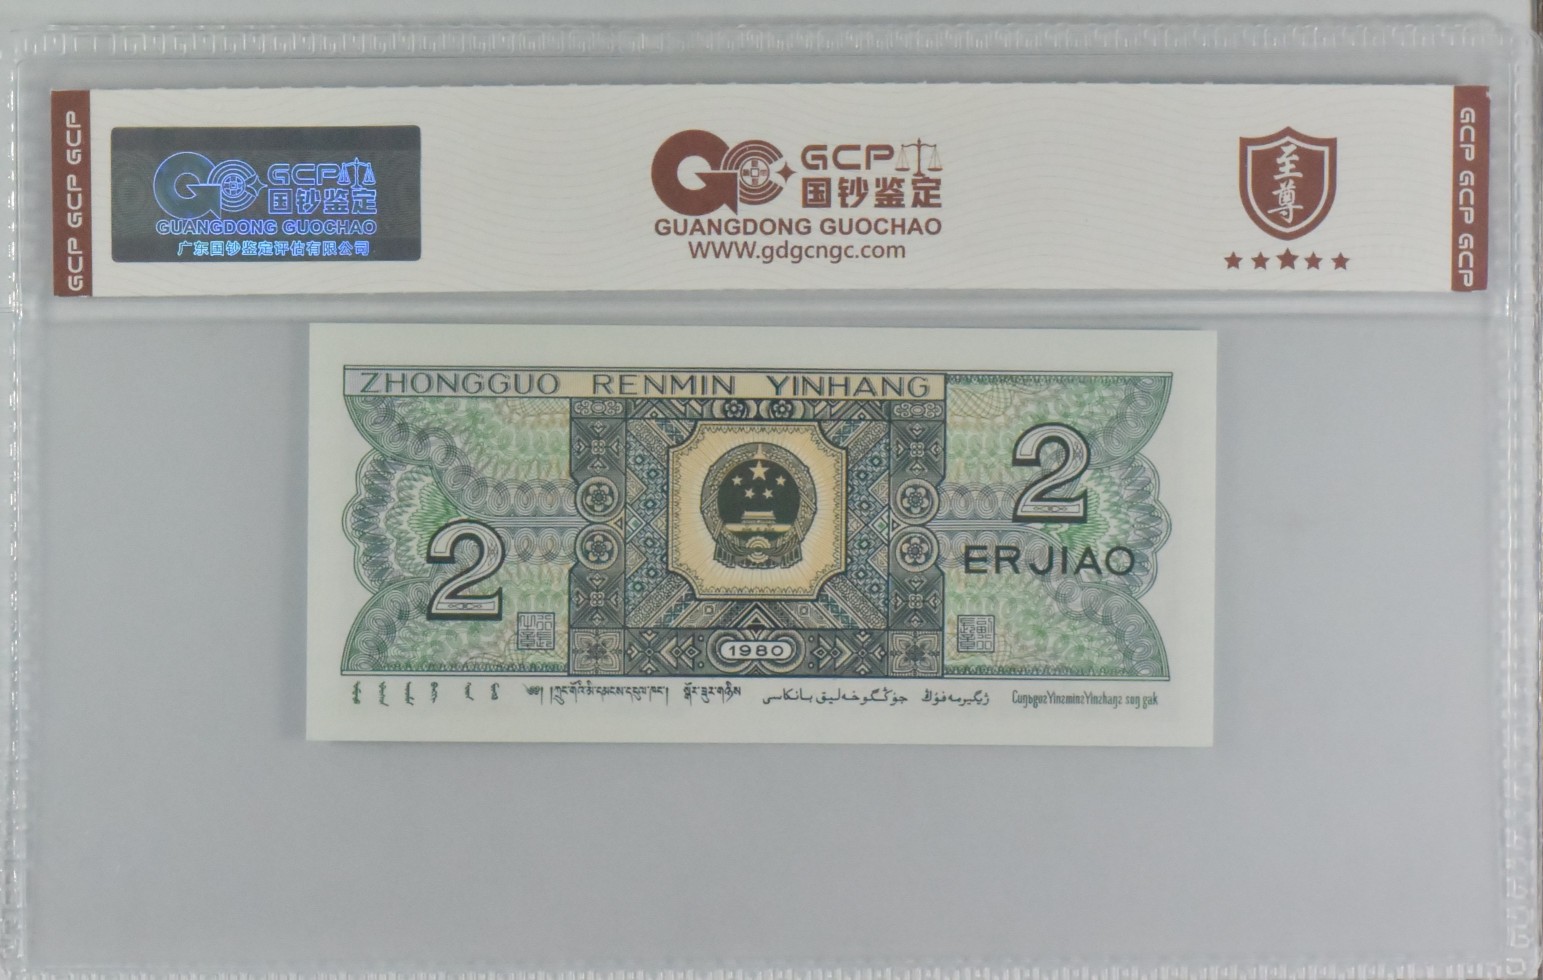 GCP GCP GCP
GCP
国钞鉴定
GUANGDONG GUOCHAO
广东国钞鉴定评估有限公司
GCP
国钞鉴定
GUANGDONG GUOCHAO
WWW.gdgcngc.com
至尊
GCP GCP GCP
ZHONGGUO RENMIN YINHANG
2
2
ERJIAO
1980